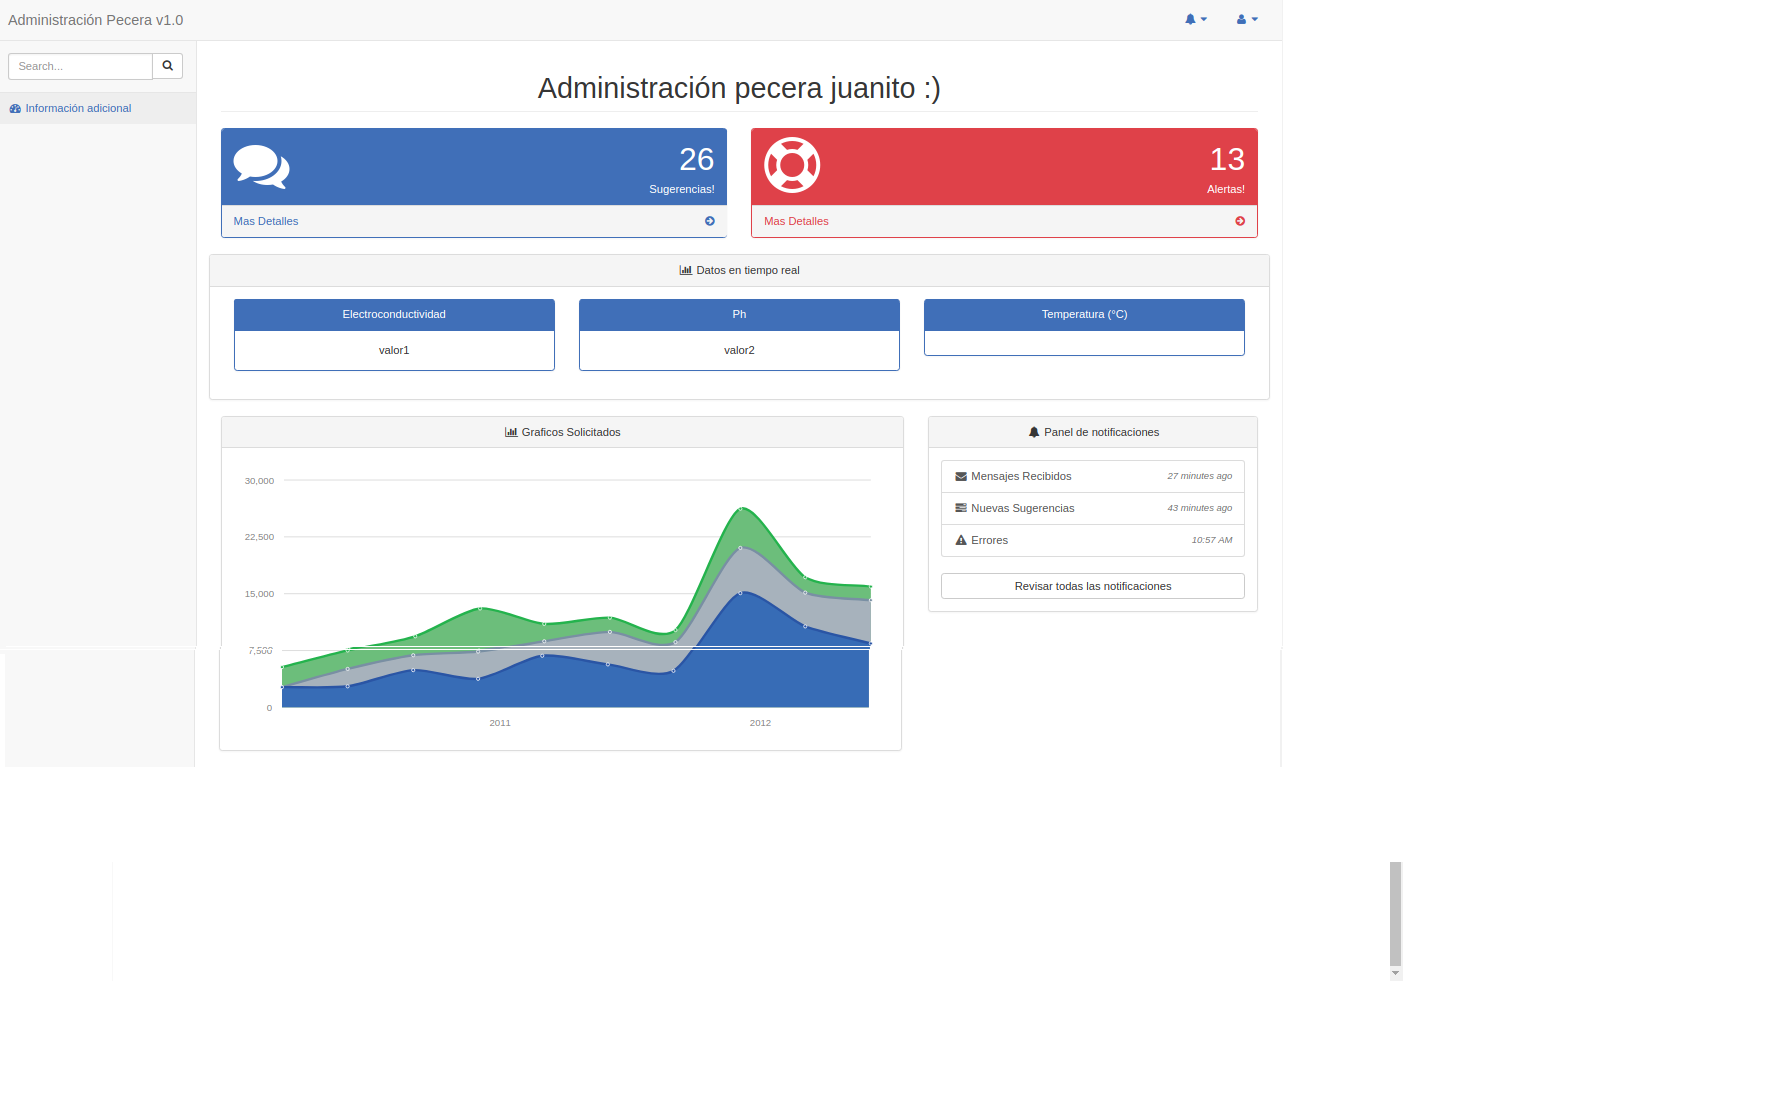 Administración Pecera v1.0
Search...
Información adicional
Administración pecera juanito :)
26
Sugerencias!
Mas Detalles
13
Alertas!
Mas Detalles
Datos en tiempo real
Electroconductividad
valor1
Ph
valor2
Temperatura (°C)
Graficos Solicitados
30,000
22,500
15,000
7,500
0
2011
2012
Panel de notificaciones
Mensajes Recibidos 27 minutes ago
Nuevas Sugerencias 43 minutes ago
Errores 10:57 AM
Revisar todas las notificaciones